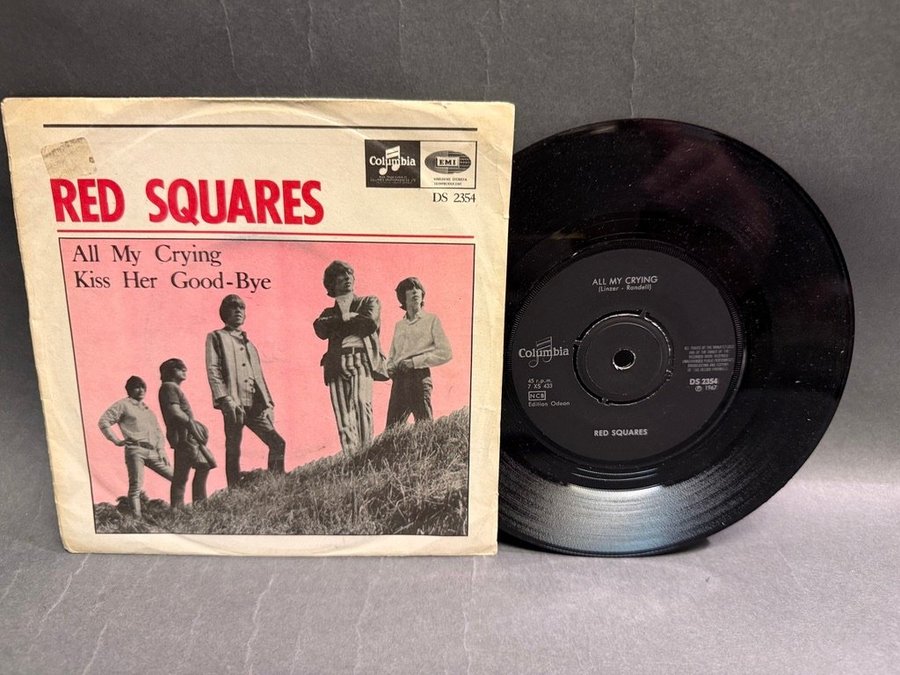 Columbia
EMI
DS 2354
RED SQUARES
All My Crying
Kiss Her Good-Bye
ALL MY CRYING
(Linzer - Randell)
Columbia
45 r.p.m.
7 XS 433
NCB
Edition Odeon
DS 2354
℗ 1967
RED SQUARES